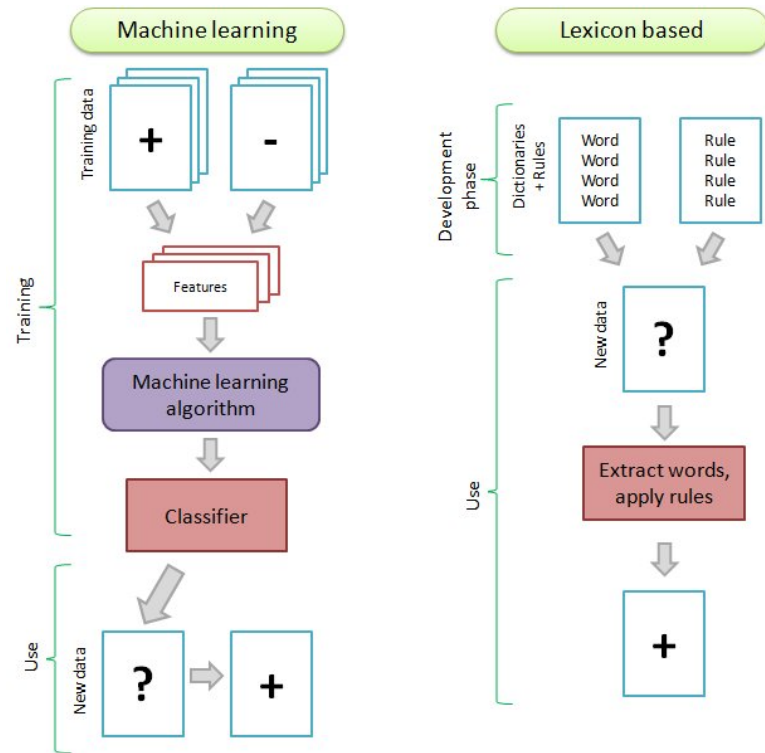 Machine learning
Training
Training data
+
-
Features
Machine learning
algorithm
Classifier
Use
New data
?
+
Lexicon based
Development
phase
Dictionaries
+ Rules
Word
Word
Word
Word
Rule
Rule
Rule
Rule
Use
New data
?
Extract words,
apply rules
+